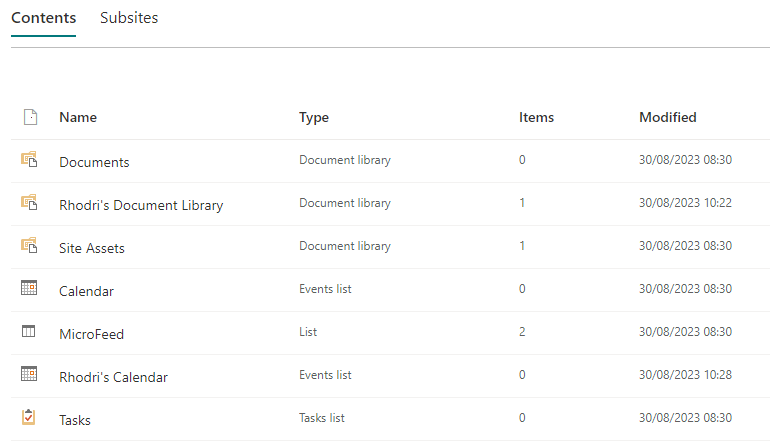 Contents Subsites
Name Type Items Modified
Documents Document library 0 30/08/2023 08:30
Rhodri's Document Library Document library 1 30/08/2023 10:22
Site Assets Document library 1 30/08/2023 08:30
Calendar Events list 0 30/08/2023 08:30
MicroFeed List 2 30/08/2023 08:30
Rhodri's Calendar Events list 0 30/08/2023 10:28
Tasks Tasks list 0 30/08/2023 08:30